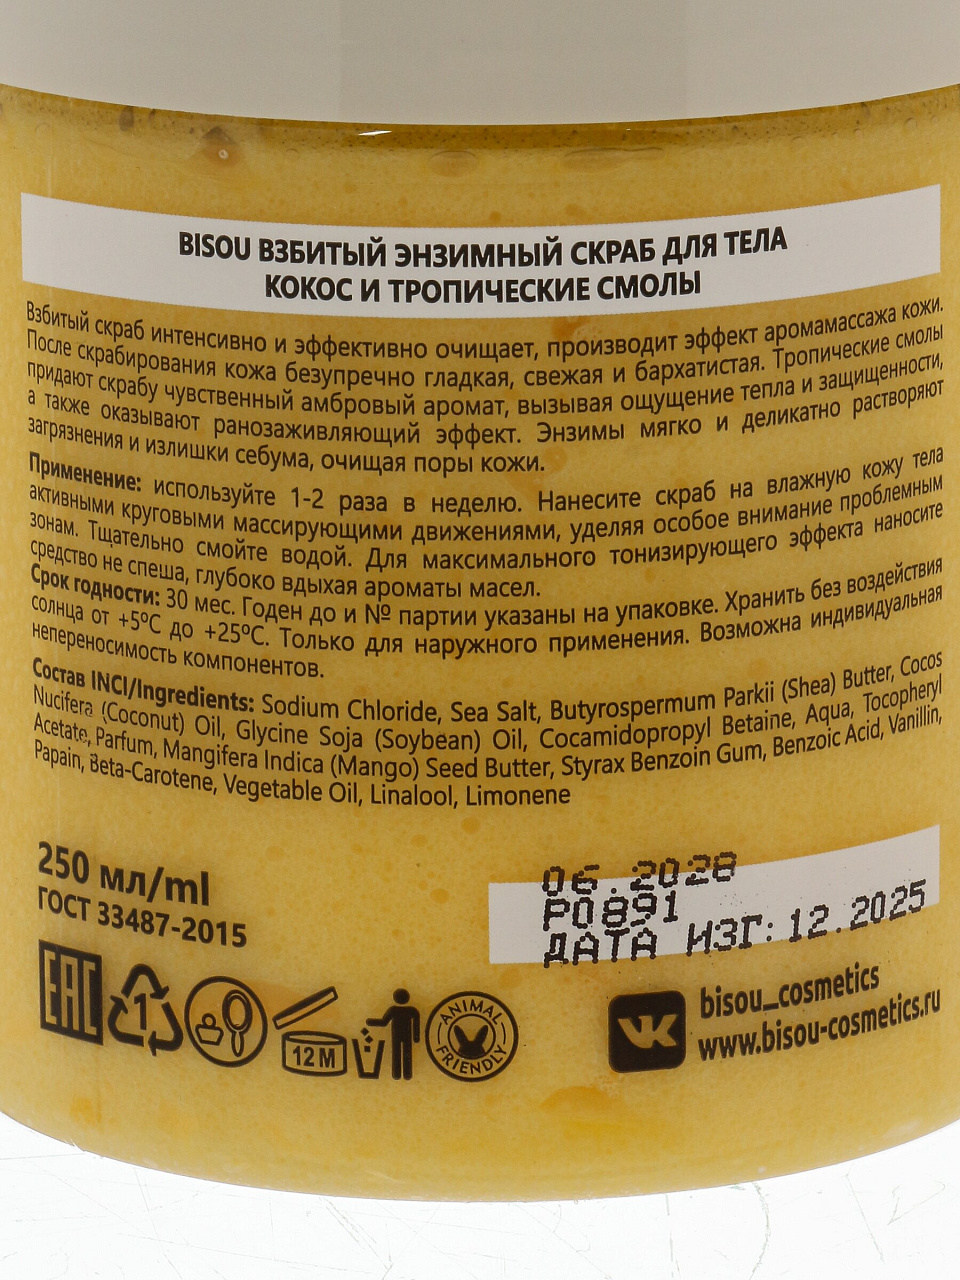 BISOU ВЗБИТЫЙ ЭНЗИМНЫЙ СКРАБ ДЛЯ ТЕЛА
КОКОС И ТРОПИЧЕСКИЕ СМОЛЫ
Взбитый скраб интенсивно и эффективно очищает, производит эффект аромамассажа кожи.
После скрабирования кожа безупречно гладкая, свежая и бархатистая. Тропические смолы
придают скрабу чувственный амбровый аромат, вызывая ощущение тепла и защищенности,
а также оказывают ранозаживляющий эффект. Энзимы мягко и деликатно растворяют
загрязнения и излишки себума, очищая поры кожи.
Применение: используйте 1-2 раза в неделю. Нанесите скраб на влажную кожу тела
активными круговыми массирующими движениями, уделяя особое внимание проблемным
зонам. Тщательно смойте водой. Для максимального тонизирующего эффекта наносите
средство не спеша, глубоко вдыхая ароматы масел.
Срок годности: 30 мес. Годен до и № партии указаны на упаковке. Хранить без воздействия
солнца от +5ºС до +25ºС. Только для наружного применения. Возможна индивидуальная
непереносимость компонентов.
Состав INCI/Ingredients: Sodium Chloride, Sea Salt, Butyrospermum Parkii (Shea) Butter, Cocos
Nucifera (Coconut) Oil, Glycine Soja (Soybean) Oil, Cocamidopropyl Betaine, Aqua, Tocopheryl
Acetate, Parfum, Mangifera Indica (Mango) Seed Butter, Styrax Benzoin Gum, Benzoic Acid, Vanillin,
Papain, Beta-Carotene, Vegetable Oil, Linalool, Limonene
250 мл/ml
ГОСТ 33487-2015
06.2028
P0891
ДАТА ИЗГ:12.2025
EAC
1
12 M
ANIMAL
FRIENDLY
bisou_cosmetics
www.bisou-cosmetics.ru